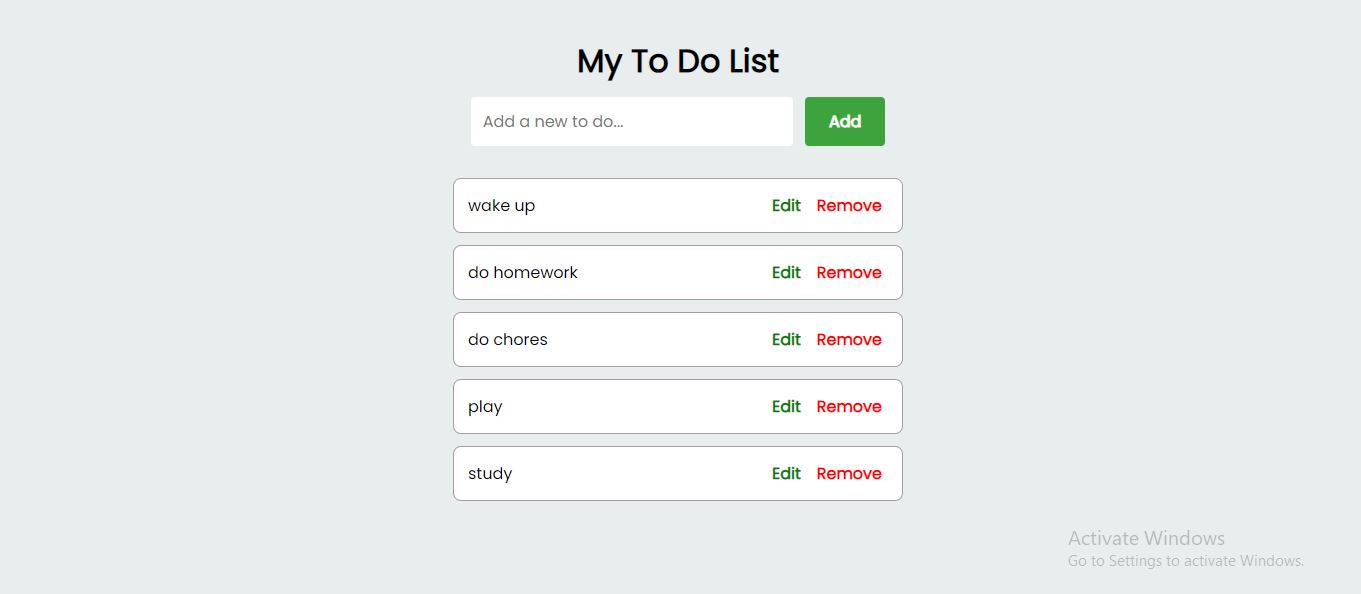 My To Do List
Add a new to do...
Add
wake up Edit Remove
do homework Edit Remove
do chores Edit Remove
play Edit Remove
study Edit Remove
Activate Windows
Go to Settings to activate Windows.